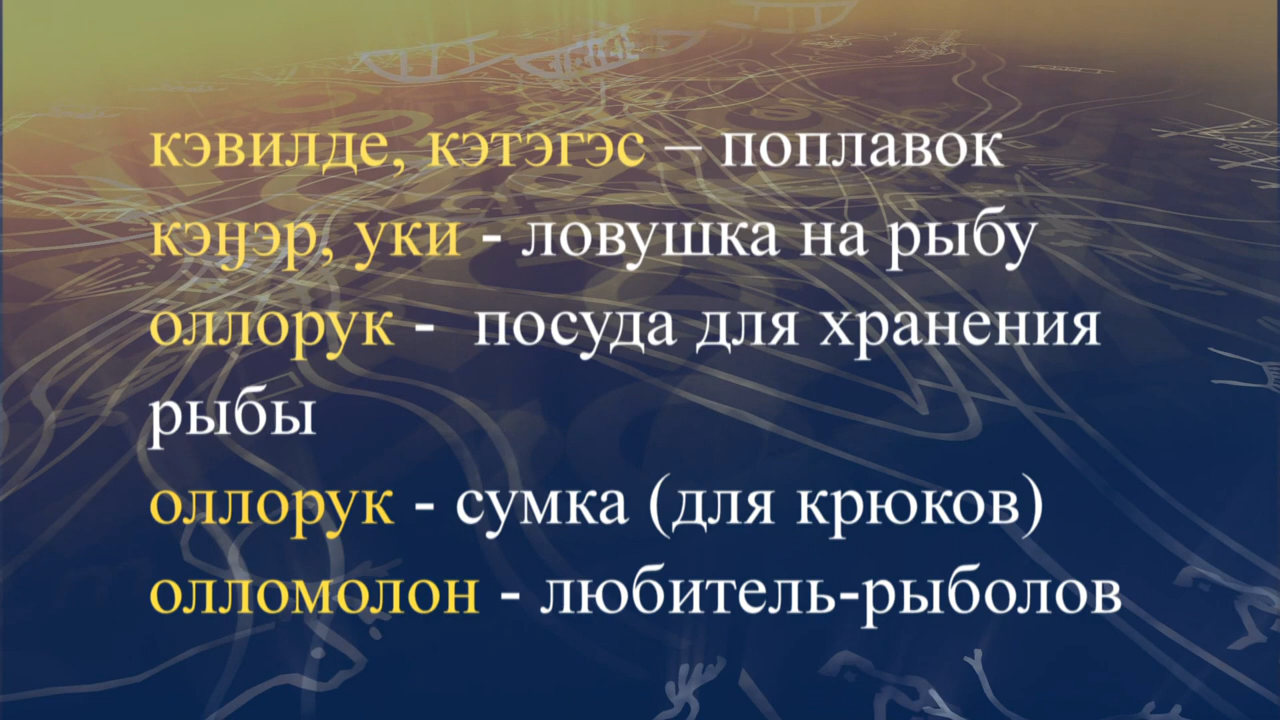 кэвилде, кэтэгэс – поплавок
кэӈэр, уки - ловушка на рыбу
оллорук - посуда для хранения
рыбы
оллорук - сумка (для крюков)
олломолон - любитель-рыболов